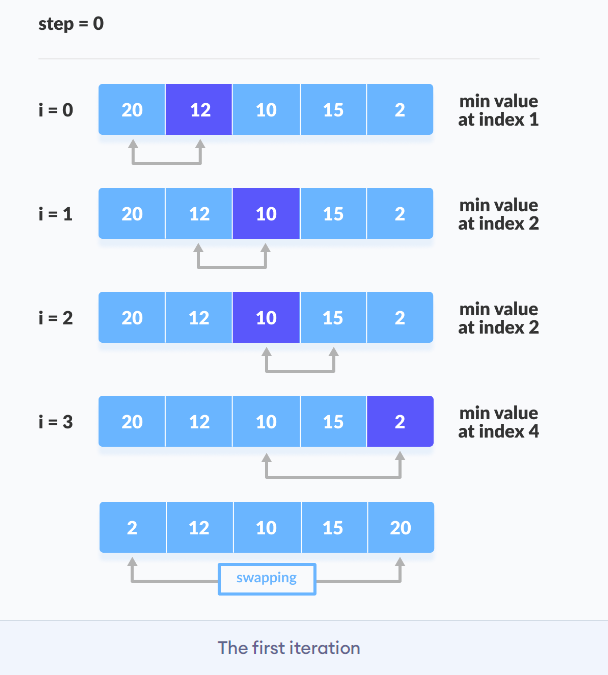 step = 0
i = 0 20 12 10 15 2 min value
at index 1
i = 1 20 12 10 15 2 min value
at index 2
i = 2 20 12 10 15 2 min value
at index 2
i = 3 20 12 10 15 2 min value
at index 4
2 12 10 15 20
swapping
The first iteration